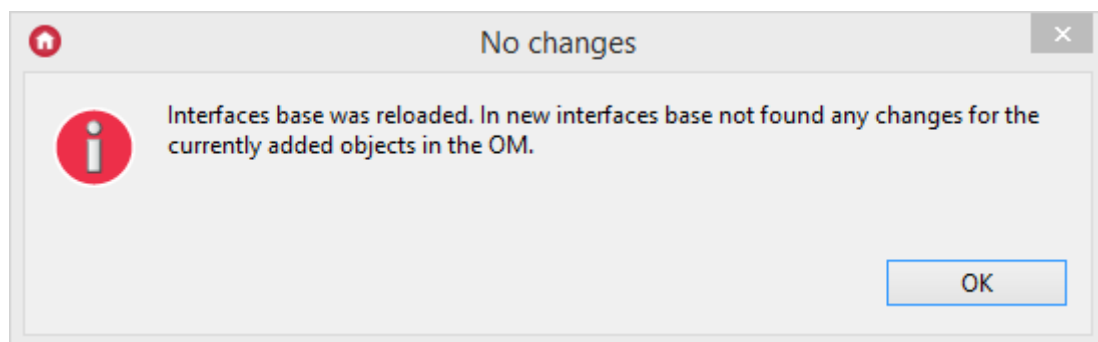 No changes
Interfaces base was reloaded. In new interfaces base not found any changes for the
currently added objects in the OM.
OK